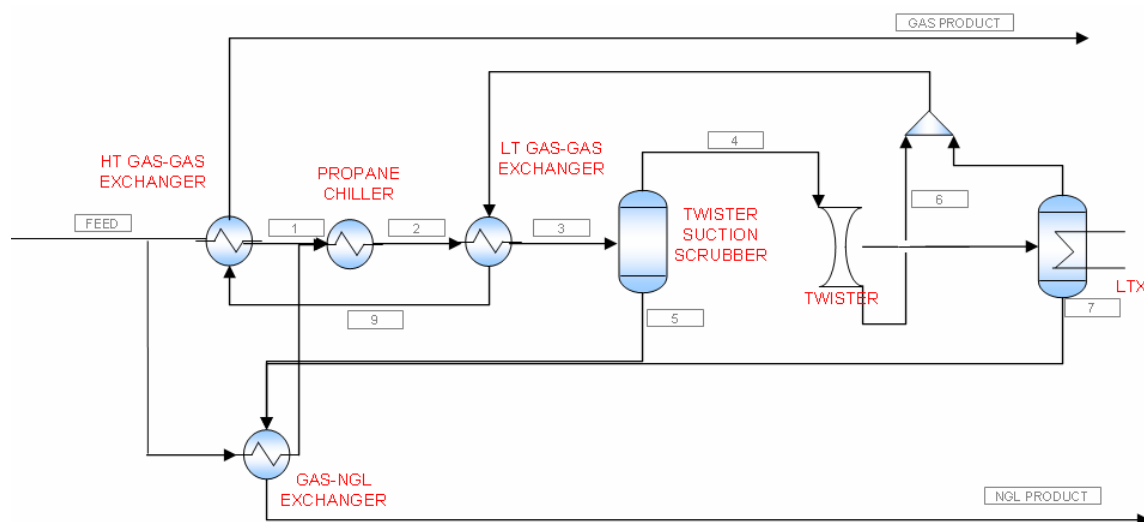 GAS PRODUCT
HT GAS-GAS
EXCHANGER
PROPANE
CHILLER
LT GAS-GAS
EXCHANGER
4
6
FEED
1
2
3
TWISTER
SUCTION
SCRUBBER
TWISTER
LTX
9
5
7
GAS-NGL
EXCHANGER
NGL PRODUCT